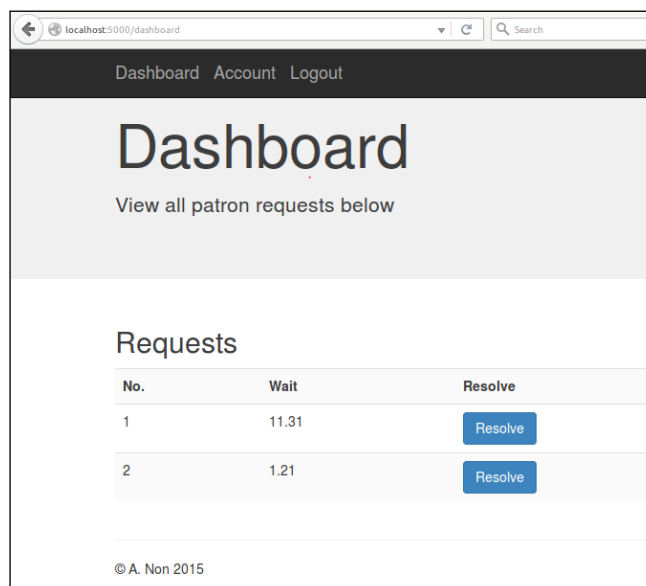 localhost:5000/dashboard Search
Dashboard Account Logout
Dashboard
View all patron requests below
Requests
No. Wait Resolve
1 11.31 Resolve
2 1.21 Resolve
© A. Non 2015